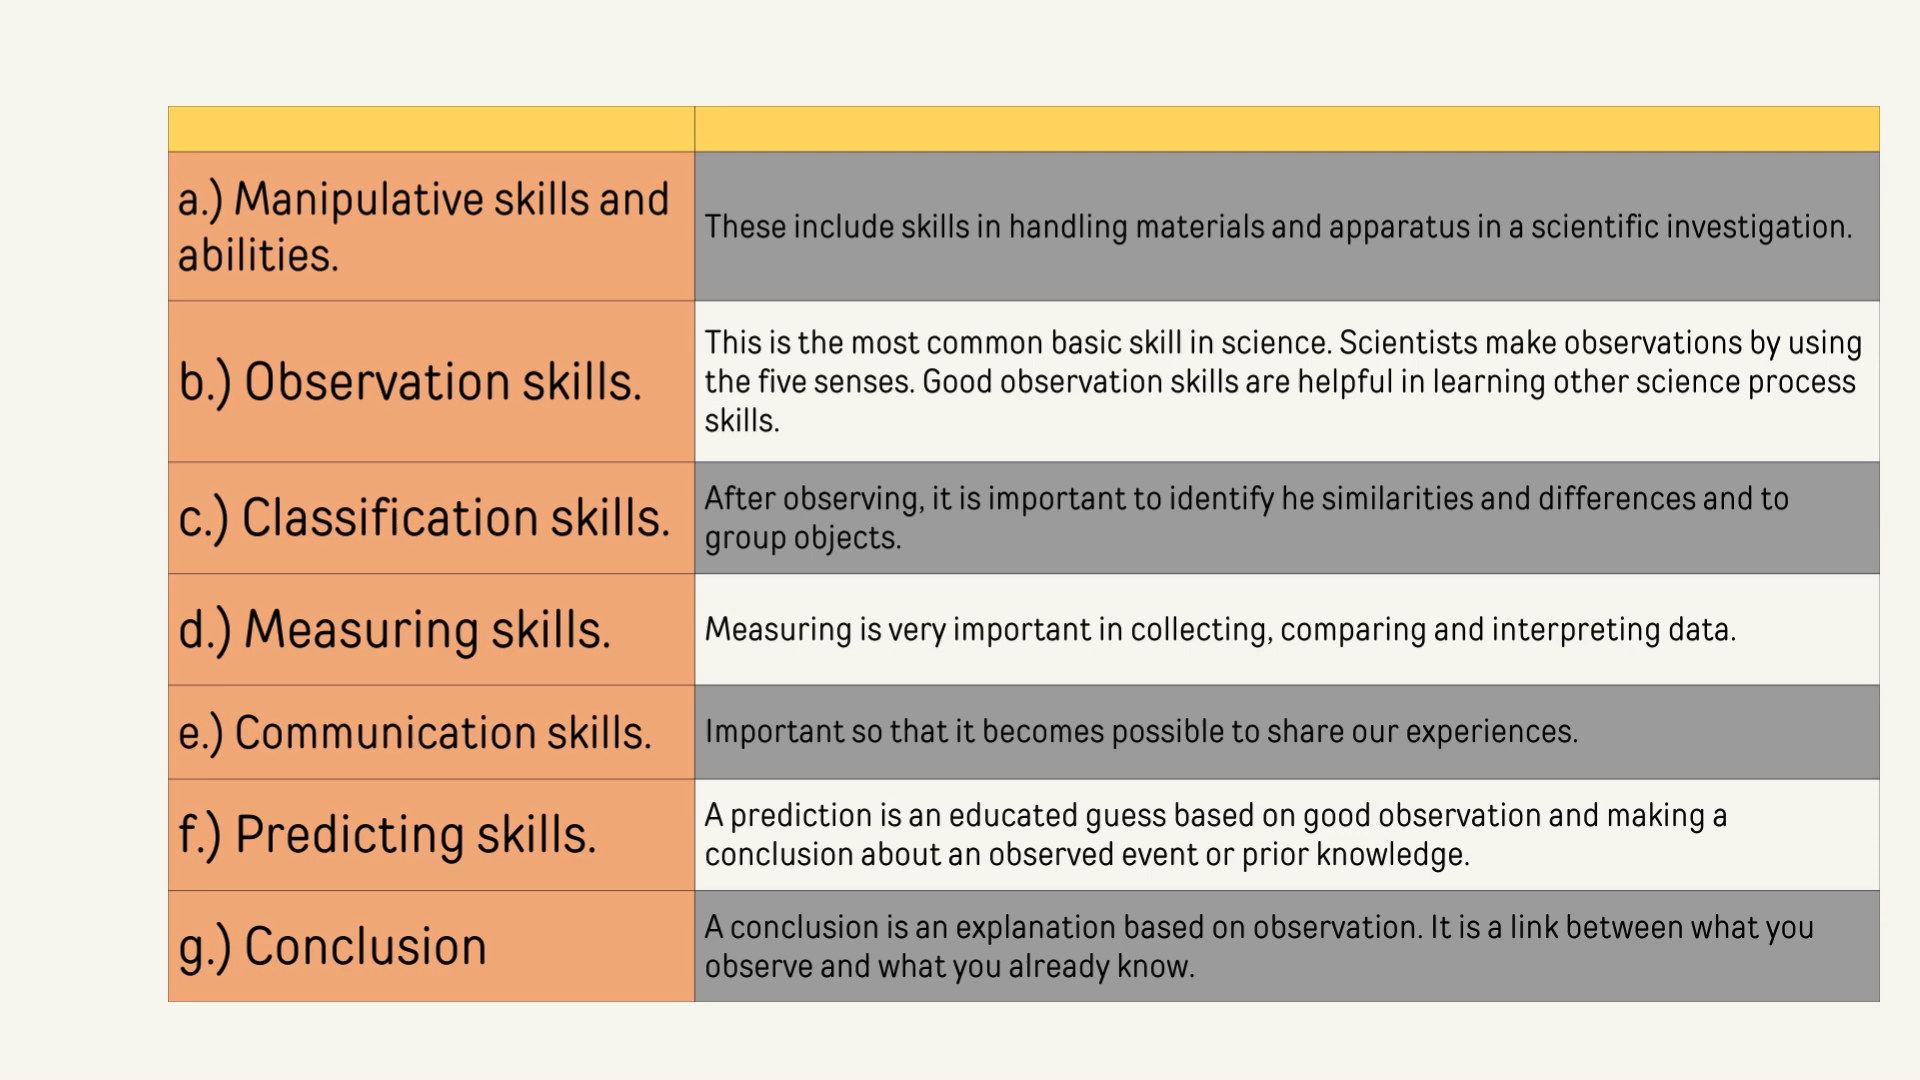 a.) Manipulative skills and
abilities.
These include skills in handling materials and apparatus in a scientific investigation.
b.) Observation skills.
This is the most common basic skill in science. Scientists make observations by using
the five senses. Good observation skills are helpful in learning other science process
skills.
c.) Classification skills.
After observing, it is important to identify he similarities and differences and to
group objects.
d.) Measuring skills.
Measuring is very important in collecting, comparing and interpreting data.
e.) Communication skills.
Important so that it becomes possible to share our experiences.
f.) Predicting skills.
A prediction is an educated guess based on good observation and making a
conclusion about an observed event or prior knowledge.
g.) Conclusion
A conclusion is an explanation based on observation. It is a link between what you
observe and what you already know.